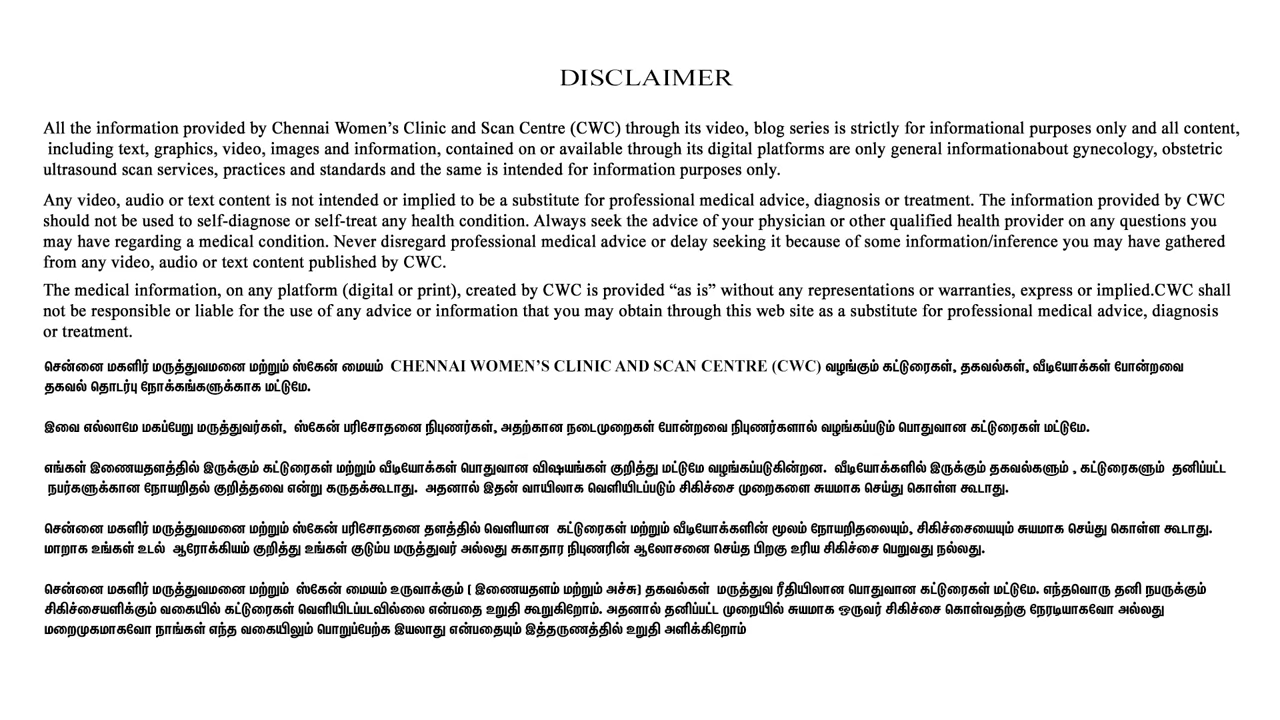 DISCLAIMER
All the information provided by Chennai Women’s Clinic and Scan Centre (CWC) through its video, blog series is strictly for informational purposes only and all content,
including text, graphics, video, images and information, contained on or available through its digital platforms are only general informationabout gynecology, obstetric
ultrasound scan services, practices and standards and the same is intended for information purposes only.
Any video, audio or text content is not intended or implied to be a substitute for professional medical advice, diagnosis or treatment. The information provided by CWC
should not be used to self-diagnose or self-treat any health condition. Always seek the advice of your physician or other qualified health provider on any questions you
may have regarding a medical condition. Never disregard professional medical advice or delay seeking it because of some information/inference you may have gathered
from any video, audio or text content published by CWC.
The medical information, on any platform (digital or print), created by CWC is provided “as is” without any representations or warranties, express or implied.CWC shall
not be responsible or liable for the use of any advice or information that you may obtain through this web site as a substitute for professional medical advice, diagnosis
or treatment.
சென்னை மகளிர் மருத்துவமனை மற்றும் ஸ்கேன் மையம் CHENNAI WOMEN’S CLINIC AND SCAN CENTRE (CWC) வழங்கும் கட்டுரைகள், தகவல்கள், வீடியோக்கள் போன்றவை
தகவல் தொடர்பு நோக்கங்களுக்காக மட்டுமே.
இவை எல்லாமே மகப்பேறு மருத்துவர்கள், ஸ்கேன் பரிசோதனை நிபுணர்கள், அதற்கான நடைமுறைகள் போன்றவை நிபுணர்களால் வழங்கப்படும் பொதுவான கட்டுரைகள் மட்டுமே.
எங்கள் இணையதளத்தில் இருக்கும் கட்டுரைகள் மற்றும் வீடியோக்கள் பொதுவான விஷயங்கள் குறித்து மட்டுமே வழங்கப்படுகின்றன. வீடியோக்களில் இருக்கும் தகவல்களும் , கட்டுரைகளும் தனிப்பட்ட
நபர்களுக்கான நோயறிதல் குறித்தவை என்று கருதக்கூடாது. அதனால் இதன் வாயிலாக வெளியிடப்படும் சிகிச்சை முறைகளை சுயமாக செய்து கொள்ள கூடாது.
சென்னை மகளிர் மருத்துவமனை மற்றும் ஸ்கேன் பரிசோதனை தளத்தில் வெளியான கட்டுரைகள் மற்றும் வீடியோக்களின் மூலம் நோயறிதலையும், சிகிச்சையையும் சுயமாக செய்து கொள்ள கூடாது.
மாறாக உங்கள் உடல் ஆரோக்கியம் குறித்து உங்கள் குடும்ப மருத்துவர் அல்லது சுகாதார நிபுணரின் ஆலோசனை செய்த பிறகு உரிய சிகிச்சை பெறுவது நல்லது.
சென்னை மகளிர் மருத்துவமனை மற்றும் ஸ்கேன் மையம் உருவாக்கும் ( இணையதளம் மற்றும் அச்சு) தகவல்கள் மருத்துவ ரீதியிலான பொதுவான கட்டுரைகள் மட்டுமே. எந்தவொரு தனி நபருக்கும்
சிகிச்சையளிக்கும் வகையில் கட்டுரைகள் வெளியிடப்படவில்லை என்பதை உறுதி கூறுகிறோம். அதனால் தனிப்பட்ட முறையில் சுயமாக ஒருவர் சிகிச்சை கொள்வதற்கு நேரடியாகவோ அல்லது
மறைமுகமாகவோ நாங்கள் எந்த வகையிலும் பொறுப்பேற்க இயலாது என்பதையும் இத்தருணத்தில் உறுதி அளிக்கிறோம்